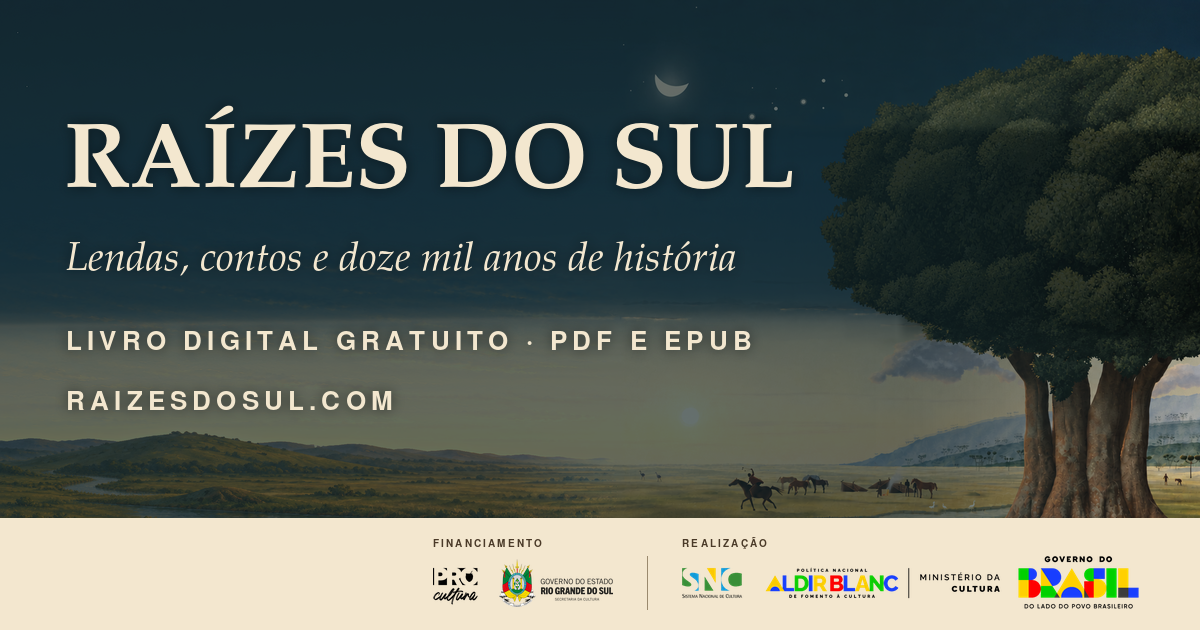 RAÍZES DO SUL
Lendas, contos e doze mil anos de história
LIVRO DIGITAL GRATUITO · PDF E EPUB
RAIZESDOSUL.COM
FINANCIAMENTO
PRÓ
cultura
GOVERNO DO ESTADO
RIO GRANDE DO SUL
SECRETARIA DA CULTURA
REALIZAÇÃO
SNC
SISTEMA NACIONAL DE CULTURA
POLÍTICA NACIONAL
ALDIR BLANC
DE FOMENTO À CULTURA
MINISTÉRIO DA
CULTURA
GOVERNO DO
BRASIL
DO LADO DO POVO BRASILEIRO